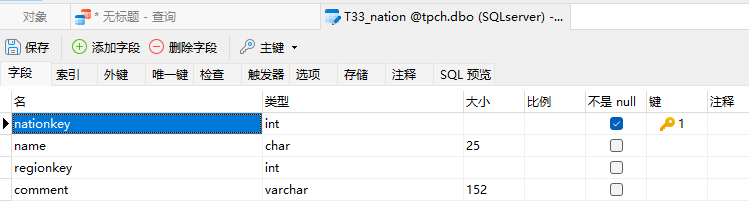 对象 * 无标题 - 查询 T33_nation @tpch.dbo (SQLserver) -...
保存 添加字段 删除字段 主键
字段 索引 外键 唯一键 检查 触发器 选项 存储 注释 SQL 预览
名 类型 大小 比例 不是 null 键 注释
nationkey int 1
name char 25
regionkey int
comment varchar 152